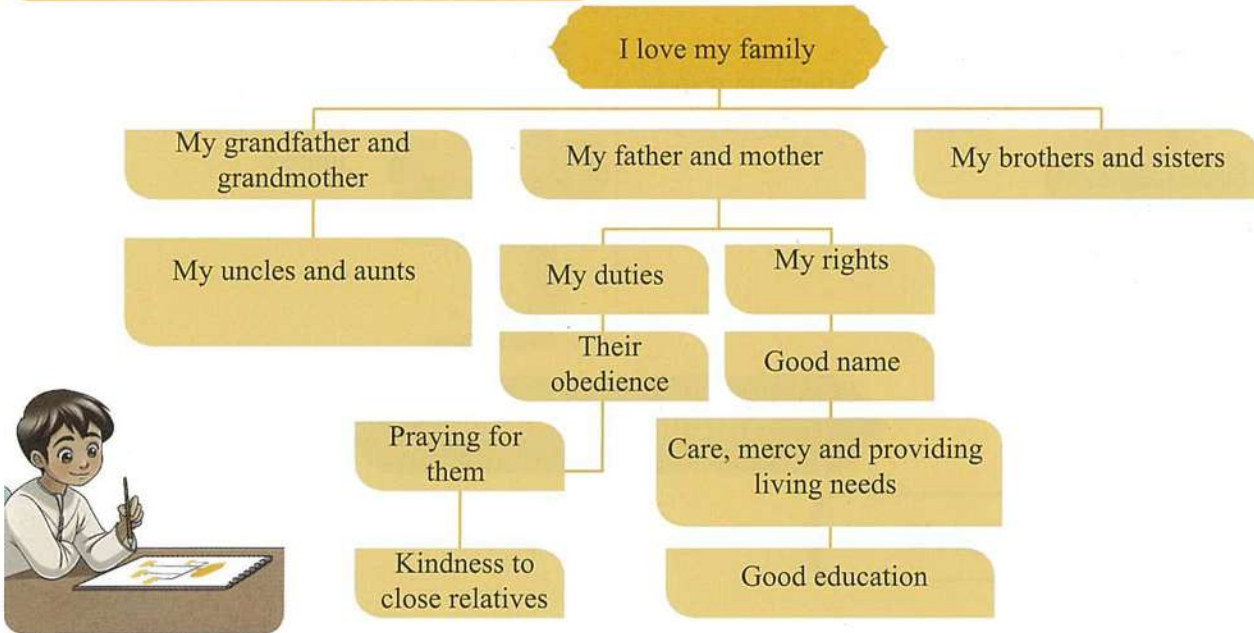 I love my family
My grandfather and
grandmother
My father and mother
My brothers and sisters
My uncles and aunts
My duties
My rights
Their
obedience
Good name
Praying for
them
Care, mercy and providing
living needs
Kindness to
close relatives
Good education